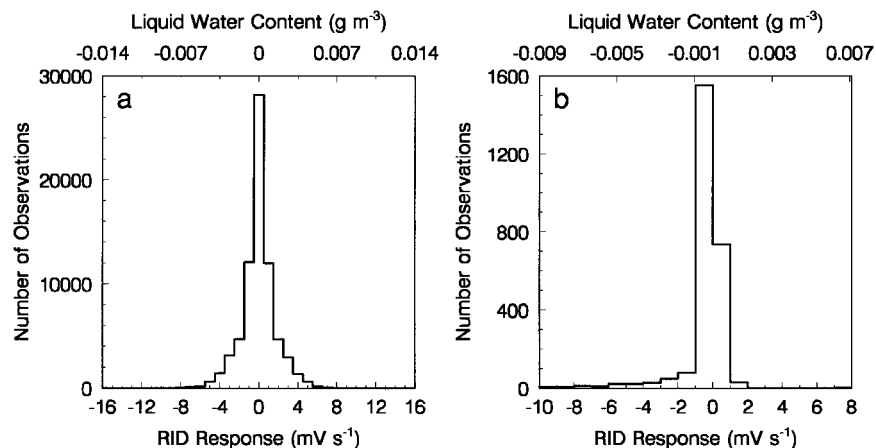 Liquid Water Content (g m-3)
-0.014 -0.007 0 0.007 0.014
30000
20000
10000
0
a
Number of Observations
-16 -12 -8 -4 0 4 8 12 16
RID Response (mV s-1)
Liquid Water Content (g m-3)
-0.009 -0.005 -0.001 0.003 0.007
1600
1200
800
400
0
b
Number of Observations
-10 -8 -6 -4 -2 0 2 4 6 8
RID Response (mV s-1)